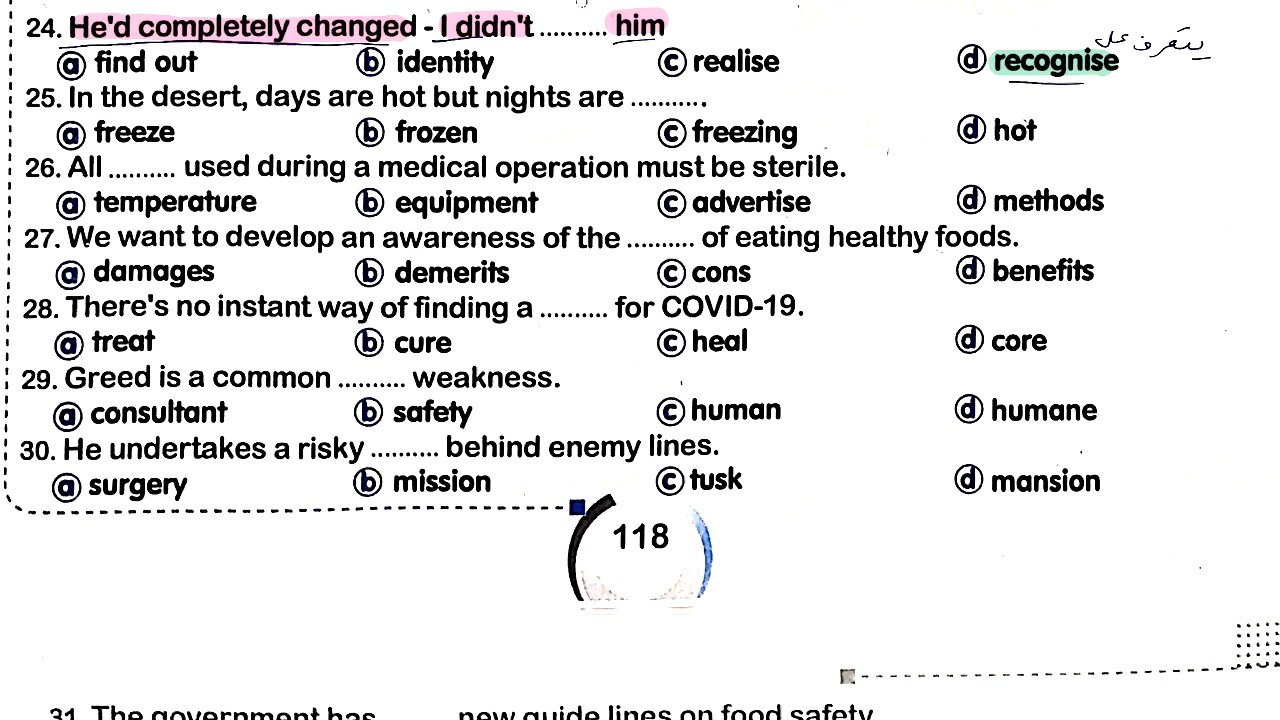 24. He'd completely changed - I didn't .......... him
ⓐ find out ⓑ identity ⓒ realise ⓓ recognise يتعرف على
25. In the desert, days are hot but nights are ...........
ⓐ freeze ⓑ frozen ⓒ freezing ⓓ hot
26. All .......... used during a medical operation must be sterile.
ⓐ temperature ⓑ equipment ⓒ advertise ⓓ methods
27. We want to develop an awareness of the .......... of eating healthy foods.
ⓐ damages ⓑ demerits ⓒ cons ⓓ benefits
28. There's no instant way of finding a .......... for COVID-19.
ⓐ treat ⓑ cure ⓒ heal ⓓ core
29. Greed is a common .......... weakness.
ⓐ consultant ⓑ safety ⓒ human ⓓ humane
30. He undertakes a risky .......... behind enemy lines.
ⓐ surgery ⓑ mission ⓒ tusk ⓓ mansion
118
31. The government has new guide lines on food safety